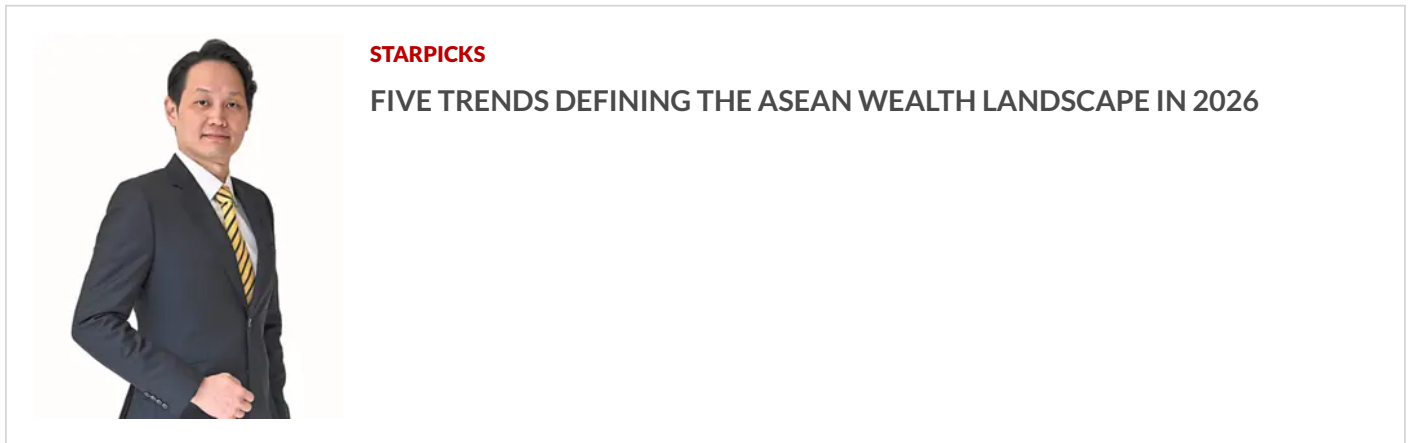 STARPICKS
FIVE TRENDS DEFINING THE ASEAN WEALTH LANDSCAPE IN 2026